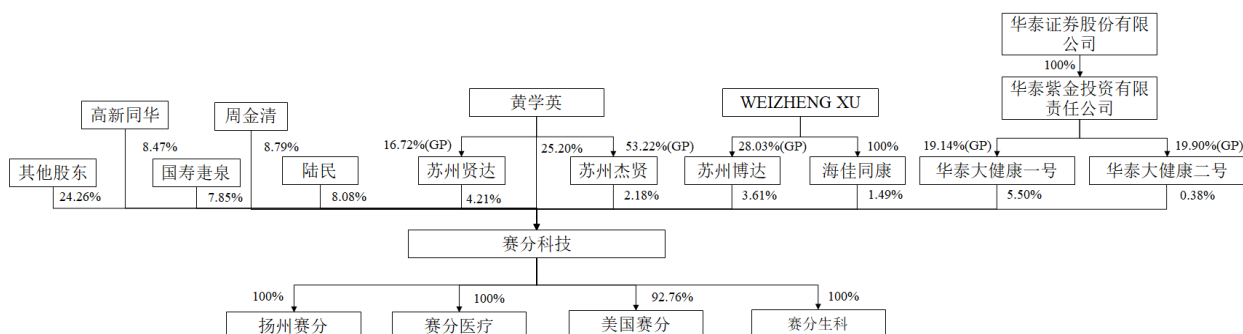 华泰证券股份有限
公司
100%
华泰紫金投资有限
责任公司
黄学英
WEIZHENG XU
高新同华
周金清
8.47%
8.79%
16.72%(GP)
25.20%
53.22%(GP)
28.03%(GP)
100%
19.14%(GP)
19.90%(GP)
其他股东
国寿疌泉
陆民
苏州贤达
苏州杰贤
苏州博达
海佳同康
华泰大健康一号
华泰大健康二号
24.26%
7.85%
8.08%
4.21%
2.18%
3.61%
1.49%
5.50%
0.38%
赛分科技
100%
100%
92.76%
100%
扬州赛分
赛分医疗
美国赛分
赛分生科